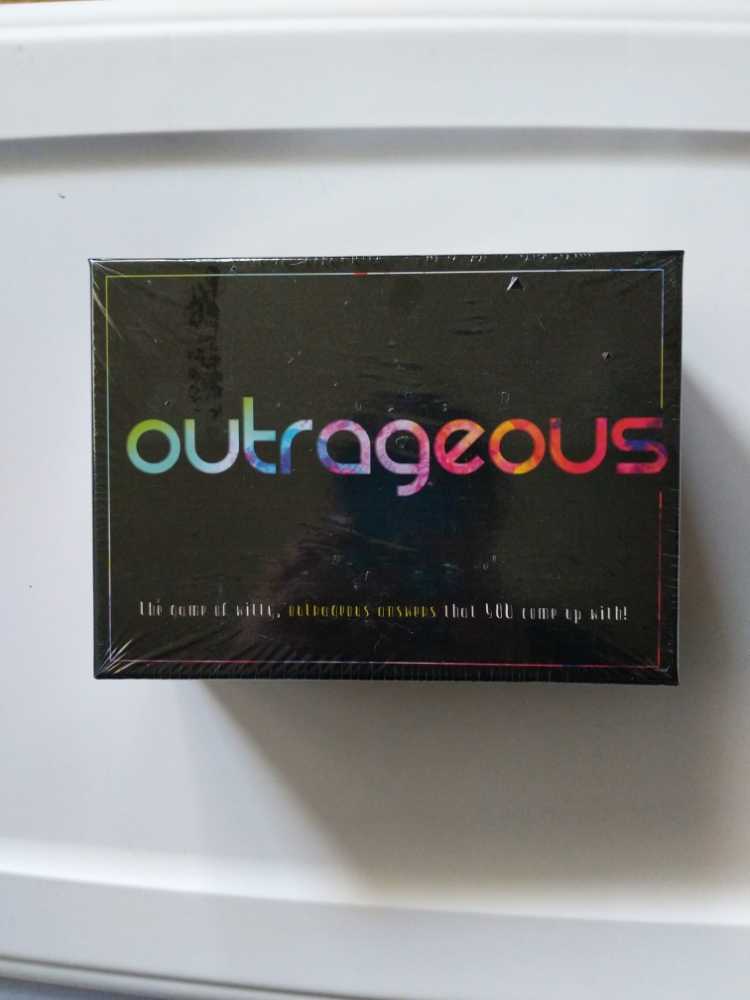 outrageous
the game of witty, outrageous answers that YOU come up with!